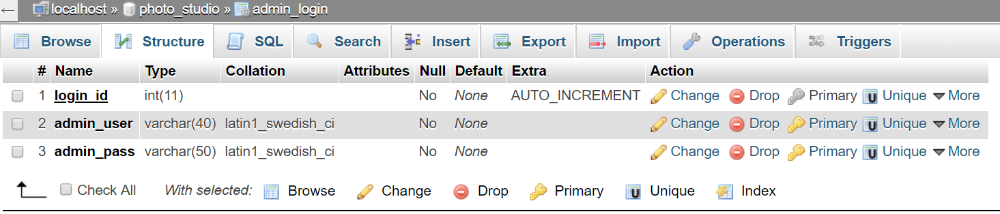 localhost » photo_studio » admin_login
Browse Structure SQL Search Insert Export Import Operations Triggers
# Name Type Collation Attributes Null Default Extra Action
1 login_id int(11) No None AUTO_INCREMENT Change Drop Primary Unique More
2 admin_user varchar(40) latin1_swedish_ci No None Change Drop Primary Unique More
3 admin_pass varchar(50) latin1_swedish_ci No None Change Drop Primary Unique More
Check All With selected: Browse Change Drop Primary Unique Index